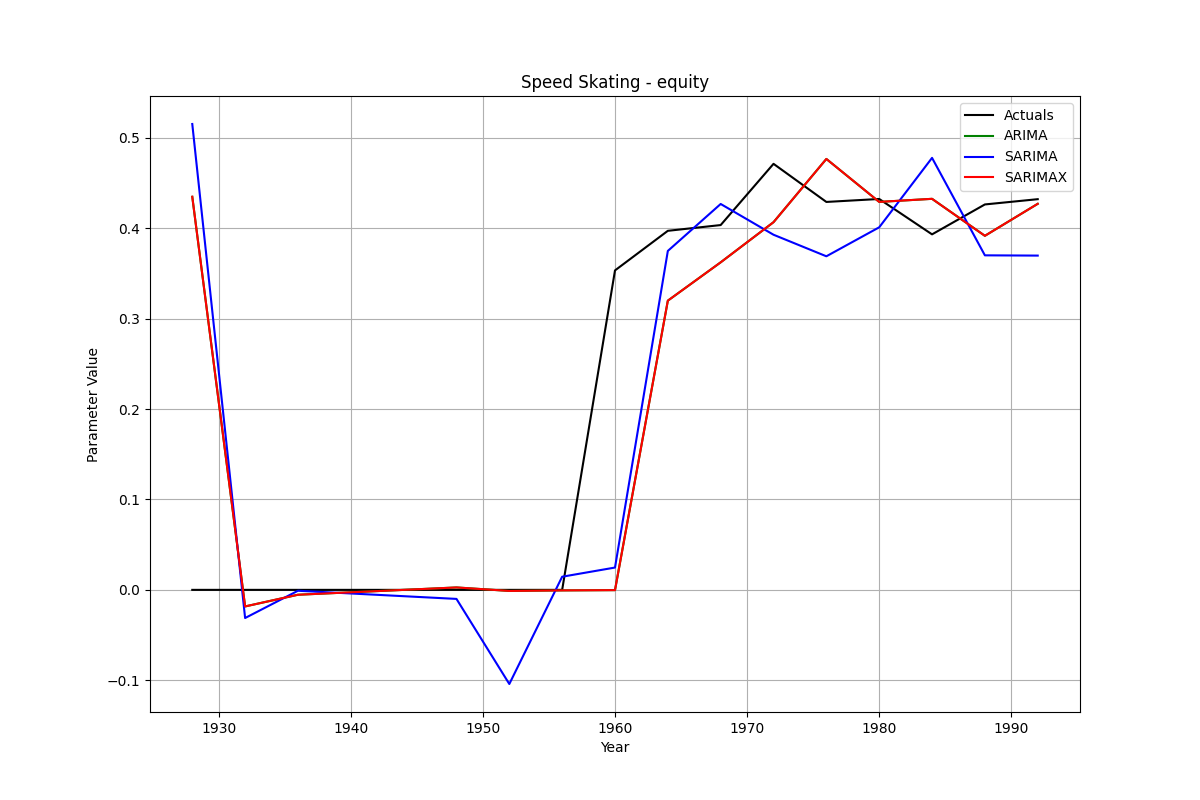 Speed Skating - equity
Actuals
ARIMA
SARIMA
SARIMAX
0.5
0.4
0.3
0.2
0.1
0.0
−0.1
Parameter Value
1930 1940 1950 1960 1970 1980 1990
Year